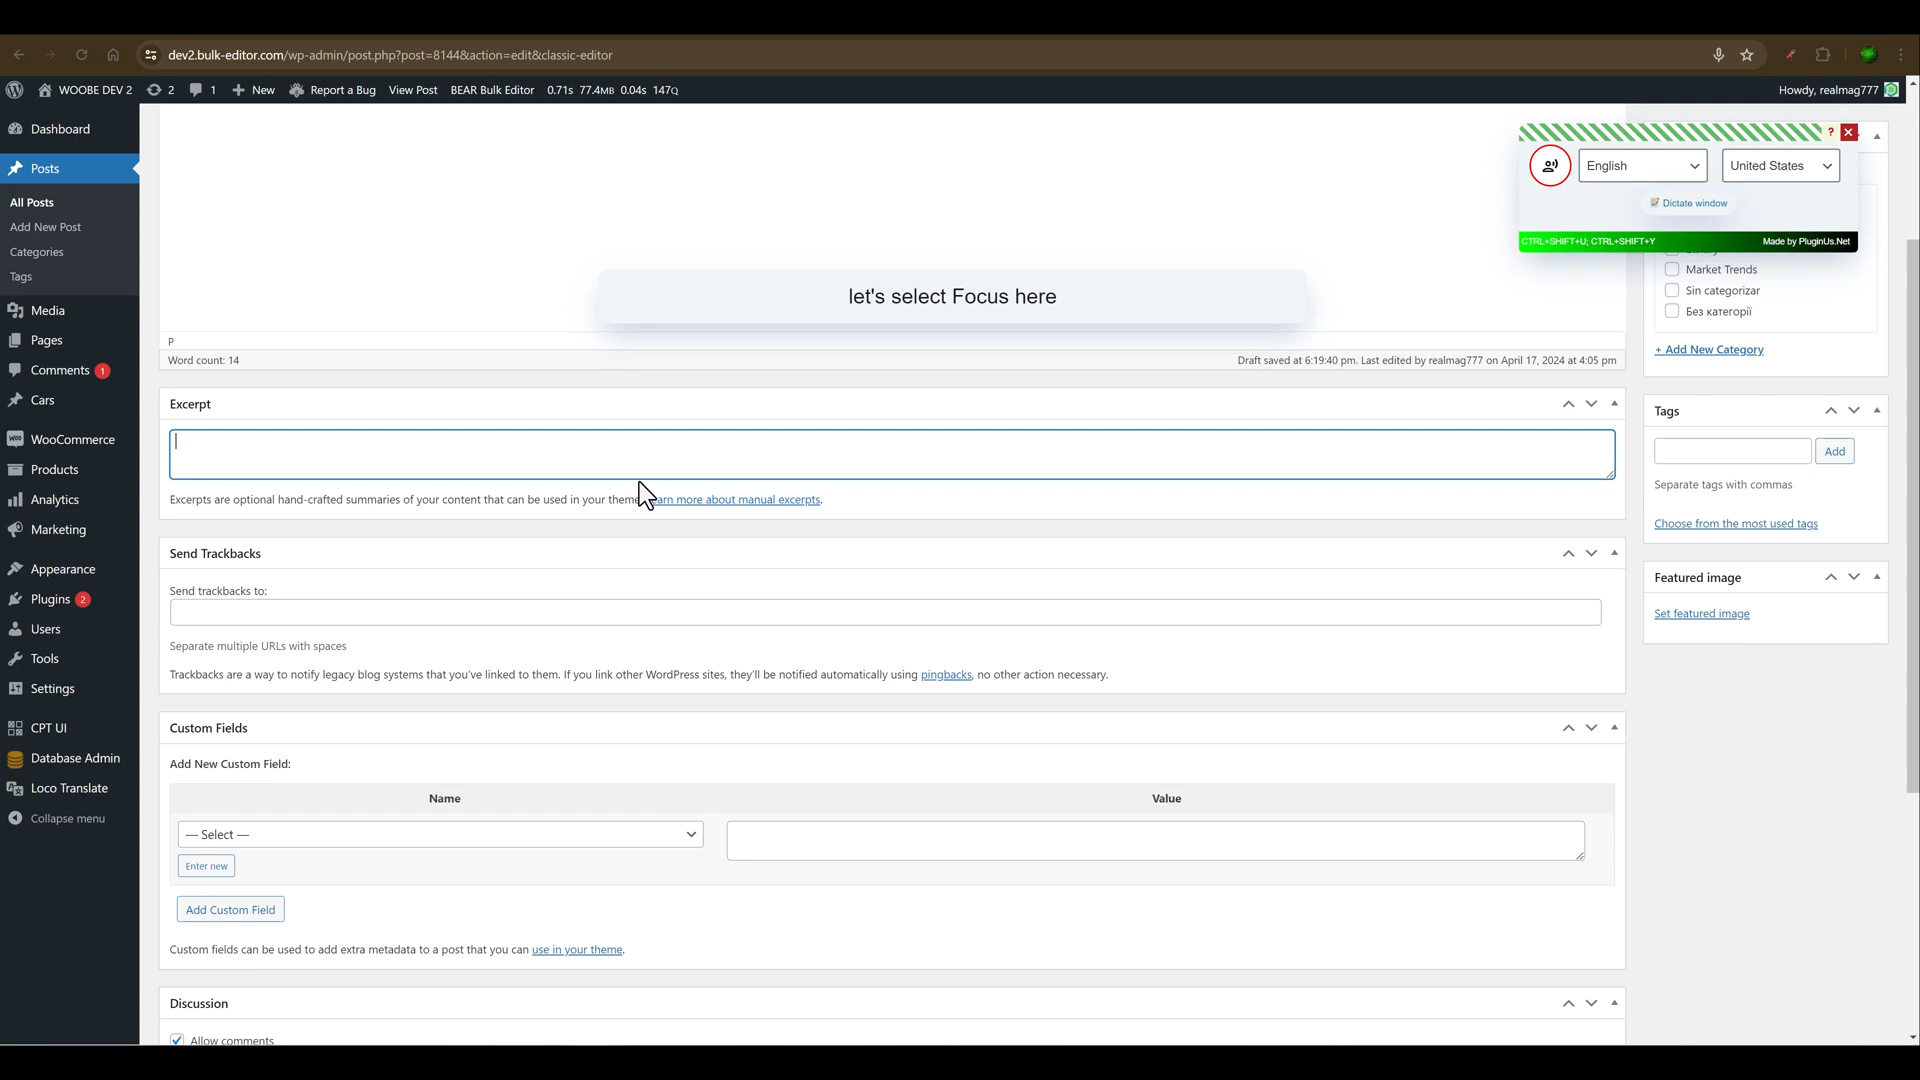 dev2.bulk-editor.com/wp-admin/post.php?post=8144&action=edit&classic-editor
WOOBE DEV 2 2 1 New Report a Bug View Post BEAR Bulk Editor 0.71s 77.4MB 0.04s 147Q Howdy, realmag777
Dashboard
Posts
All Posts
Add New Post
Categories
Tags
Media
Pages
Comments 1
Cars
WooCommerce
Products
Analytics
Marketing
Appearance
Plugins 2
Users
Tools
Settings
CPT UI
Database Admin
Loco Translate
Collapse menu
let's select Focus here
P
Word count: 14
Draft saved at 6:19:40 pm. Last edited by realmag777 on April 17, 2024 at 4:05 pm
Excerpt
Excerpts are optional hand-crafted summaries of your content that can be used in your theme arn more about manual excerpts.
Send Trackbacks
Send trackbacks to:
Separate multiple URLs with spaces
Trackbacks are a way to notify legacy blog systems that you've linked to them. If you link other WordPress sites, they'll be notified automatically using pingbacks, no other action necessary.
Custom Fields
Add New Custom Field:
Name Value
— Select —
Enter new
Add Custom Field
Custom fields can be used to add extra metadata to a post that you can use in your theme.
Discussion
Allow comments
? 
English United States
Dictate window
CTRL+SHIFT+U; CTRL+SHIFT+Y Made by PluginUs.Net
Market Trends
Sin categorizar
Без категорії
+ Add New Category
Tags
Add
Separate tags with commas
Choose from the most used tags
Featured image
Set featured image